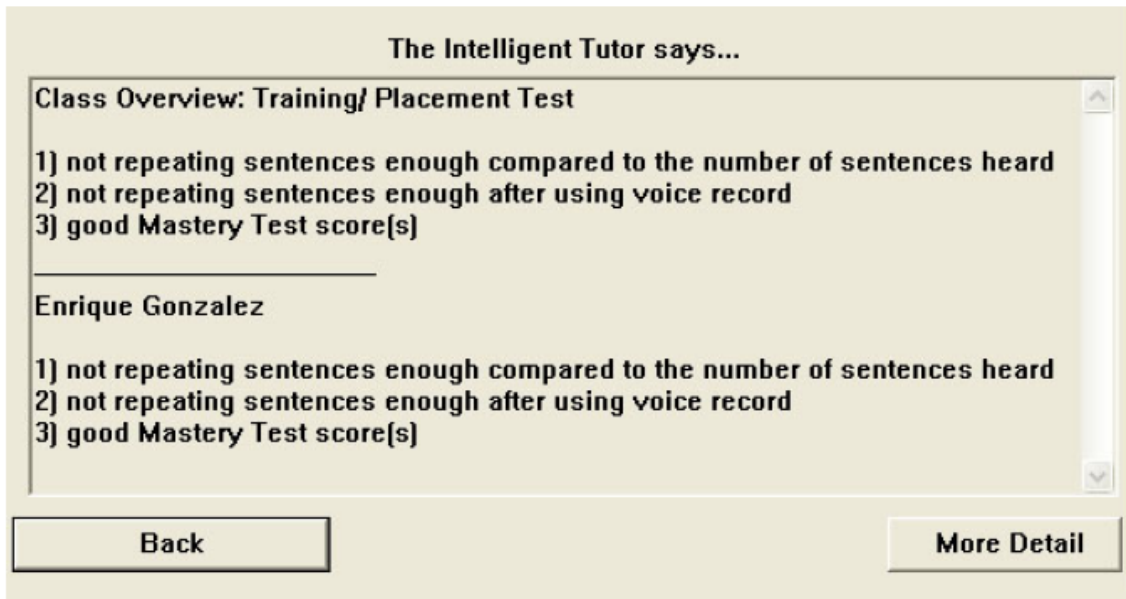 The Intelligent Tutor says...
Class Overview: Training/ Placement Test
1) not repeating sentences enough compared to the number of sentences heard
2) not repeating sentences enough after using voice record
3) good Mastery Test score(s)
Enrique Gonzalez
1) not repeating sentences enough compared to the number of sentences heard
2) not repeating sentences enough after using voice record
3) good Mastery Test score(s)
Back
More Detail